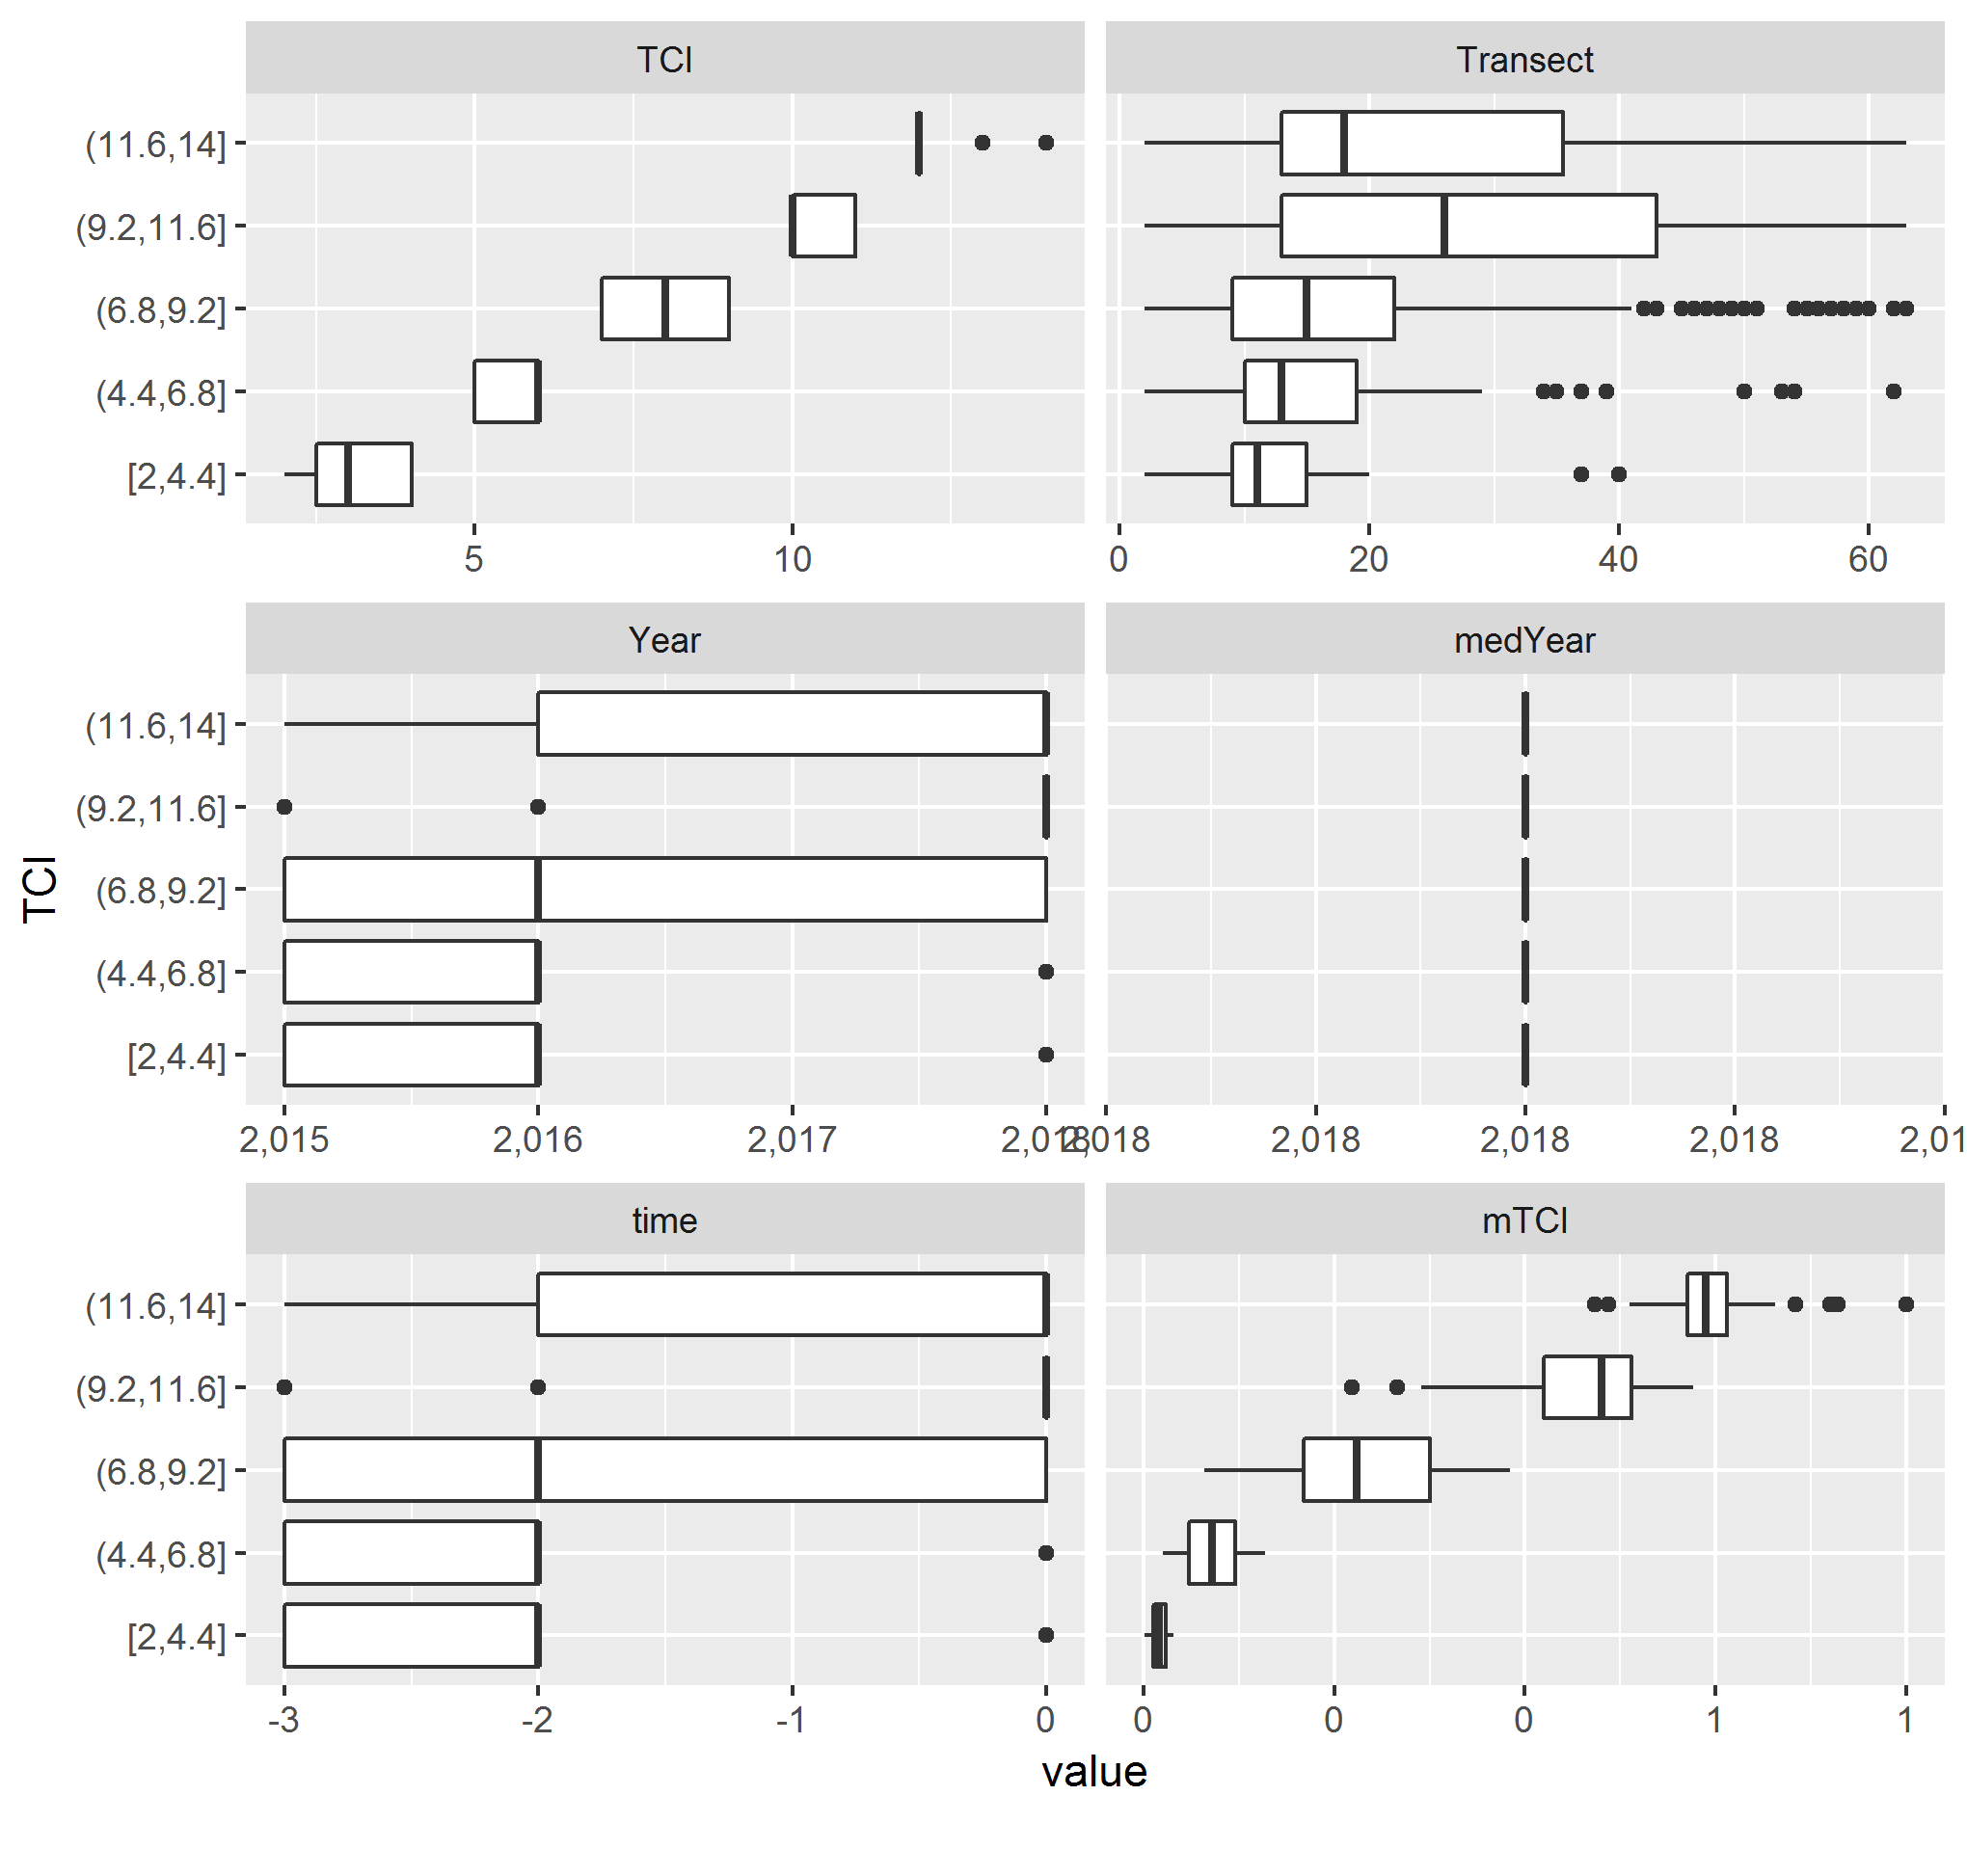 TCI Transect
(11.6,14]
(9.2,11.6]
(6.8,9.2]
(4.4,6.8]
[2,4.4]
5 10 0 20 40 60
Year medYear
(11.6,14]
(9.2,11.6]
(6.8,9.2]
(4.4,6.8]
[2,4.4]
2,015 2,016 2,017 2,018 2,018 2,018 2,018 2,018 2,01
time mTCI
(11.6,14]
(9.2,11.6]
(6.8,9.2]
(4.4,6.8]
[2,4.4]
-3 -2 -1 0 0 0 0 1 1
value
TCI